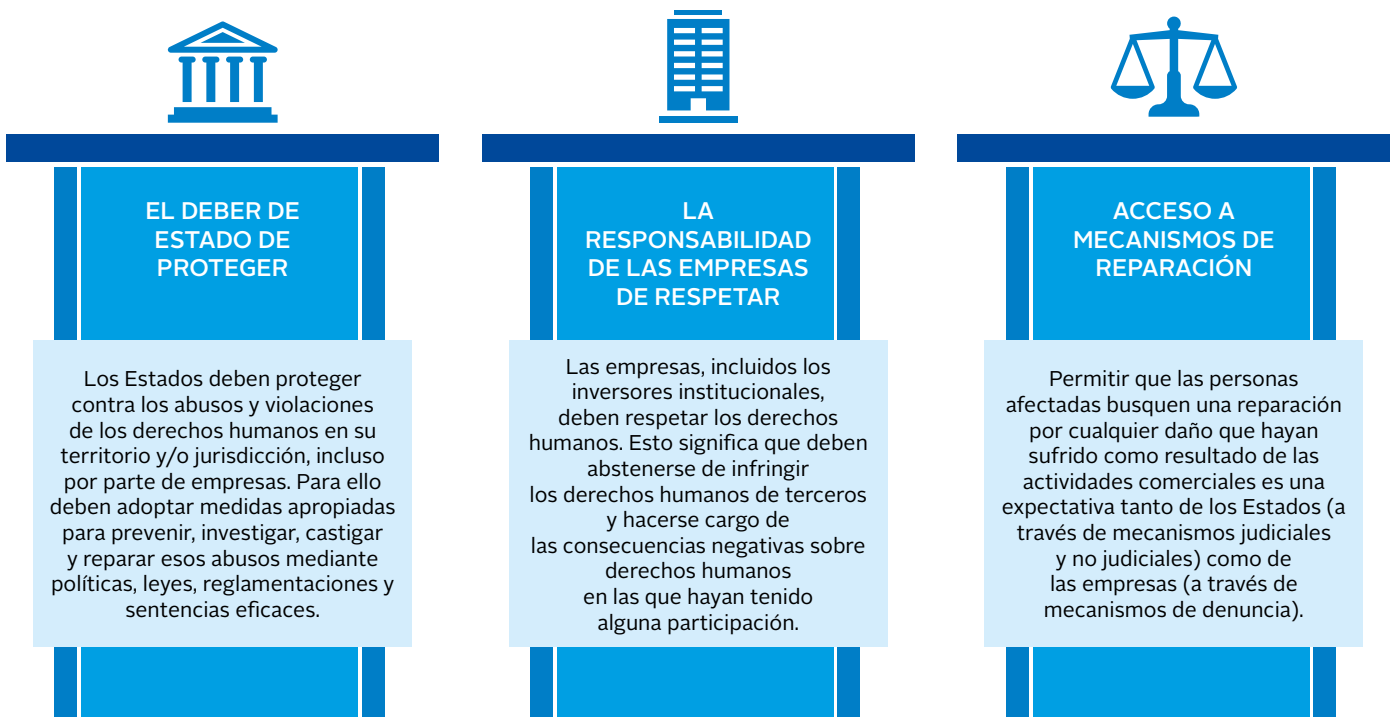 EL DEBER DE
ESTADO DE
PROTEGER
Los Estados deben proteger
contra los abusos y violaciones
de los derechos humanos en su
territorio y/o jurisdicción, incluso
por parte de empresas. Para ello
deben adoptar medidas apropiadas
para prevenir, investigar, castigar
y reparar esos abusos mediante
políticas, leyes, reglamentaciones y
sentencias eficaces.
LA
RESPONSABILIDAD
DE LAS EMPRESAS
DE RESPETAR
Las empresas, incluidos los
inversores institucionales,
deben respetar los derechos
humanos. Esto significa que deben
abstenerse de infringir
los derechos humanos de terceros
y hacerse cargo de
las consecuencias negativas sobre
derechos humanos
en las que hayan tenido
alguna participación.
ACCESO A
MECANISMOS DE
REPARACIÓN
Permitir que las personas
afectadas busquen una reparación
por cualquier daño que hayan
sufrido como resultado de las
actividades comerciales es una
expectativa tanto de los Estados (a
través de mecanismos judiciales
y no judiciales) como de
las empresas (a través de
mecanismos de denuncia).